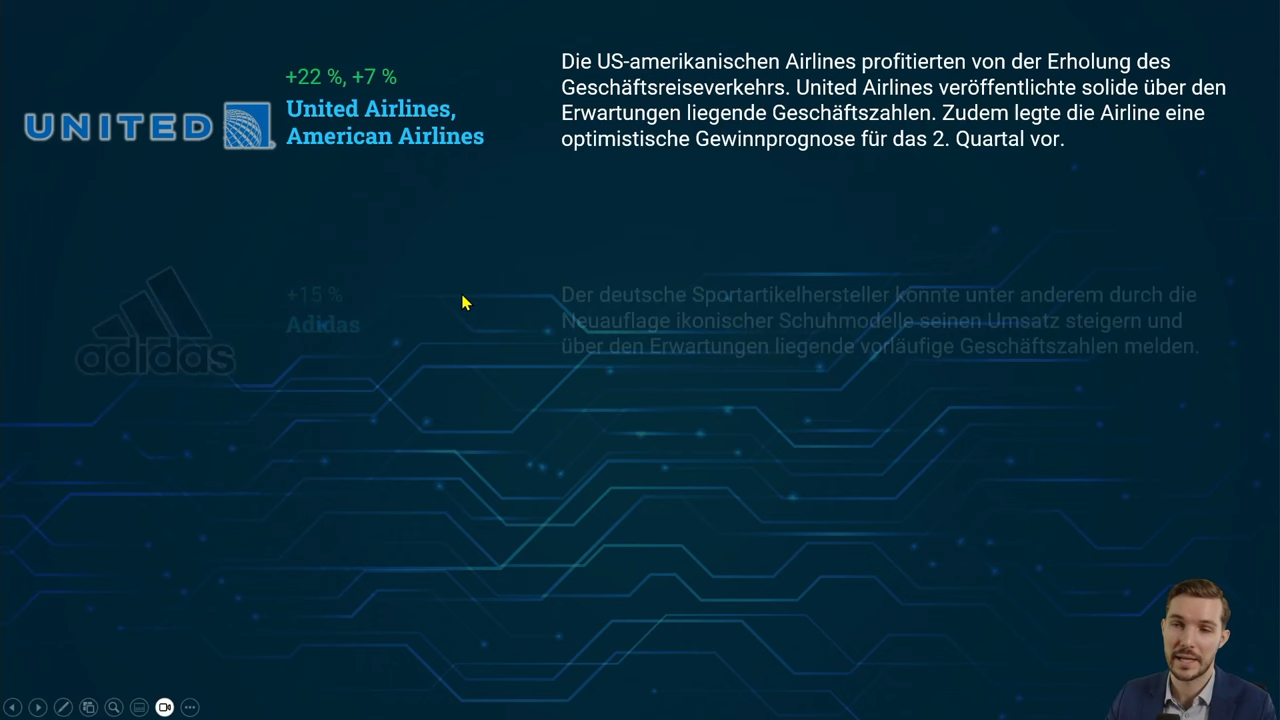 +22 %, +7 %
UNITED
United Airlines,
American Airlines
Die US-amerikanischen Airlines profitierten von der Erholung des
Geschäftsreiseverkehrs. United Airlines veröffentlichte solide über den
Erwartungen liegende Geschäftszahlen. Zudem legte die Airline eine
optimistische Gewinnprognose für das 2. Quartal vor.
adidas
+15 %
Adidas
Der deutsche Sportartikelhersteller konnte unter anderem durch die
Neuauflage ikonischer Schuhmodelle seinen Umsatz steigern und
über den Erwartungen liegende vorläufige Geschäftszahlen melden.